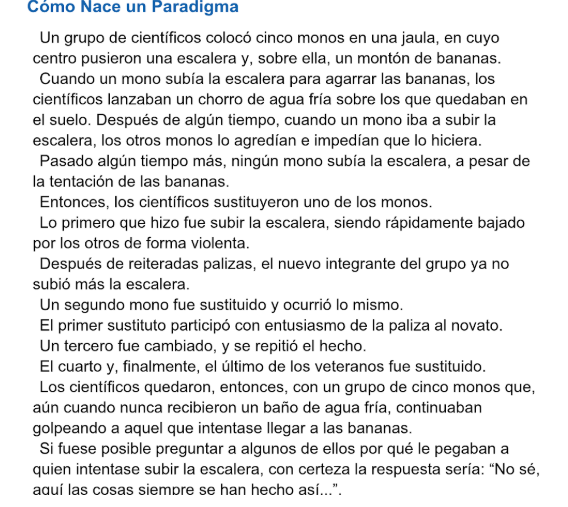 Cómo Nace un Paradigma
Un grupo de científicos colocó cinco monos en una jaula, en cuyo
centro pusieron una escalera y, sobre ella, un montón de bananas.
Cuando un mono subía la escalera para agarrar las bananas, los
científicos lanzaban un chorro de agua fría sobre los que quedaban en
el suelo. Después de algún tiempo, cuando un mono iba a subir la
escalera, los otros monos lo agredían e impedían que lo hiciera.
Pasado algún tiempo más, ningún mono subía la escalera, a pesar de
la tentación de las bananas.
Entonces, los científicos sustituyeron uno de los monos.
Lo primero que hizo fue subir la escalera, siendo rápidamente bajado
por los otros de forma violenta.
Después de reiteradas palizas, el nuevo integrante del grupo ya no
subió más la escalera.
Un segundo mono fue sustituido y ocurrió lo mismo.
El primer sustituto participó con entusiasmo de la paliza al novato.
Un tercero fue cambiado, y se repitió el hecho.
El cuarto y, finalmente, el último de los veteranos fue sustituido.
Los científicos quedaron, entonces, con un grupo de cinco monos que,
aún cuando nunca recibieron un baño de agua fría, continuaban
golpeando a aquel que intentase llegar a las bananas.
Si fuese posible preguntar a algunos de ellos por qué le pegaban a
quien intentase subir la escalera, con certeza la respuesta sería: “No sé,
aquí las cosas siempre se han hecho así...”.